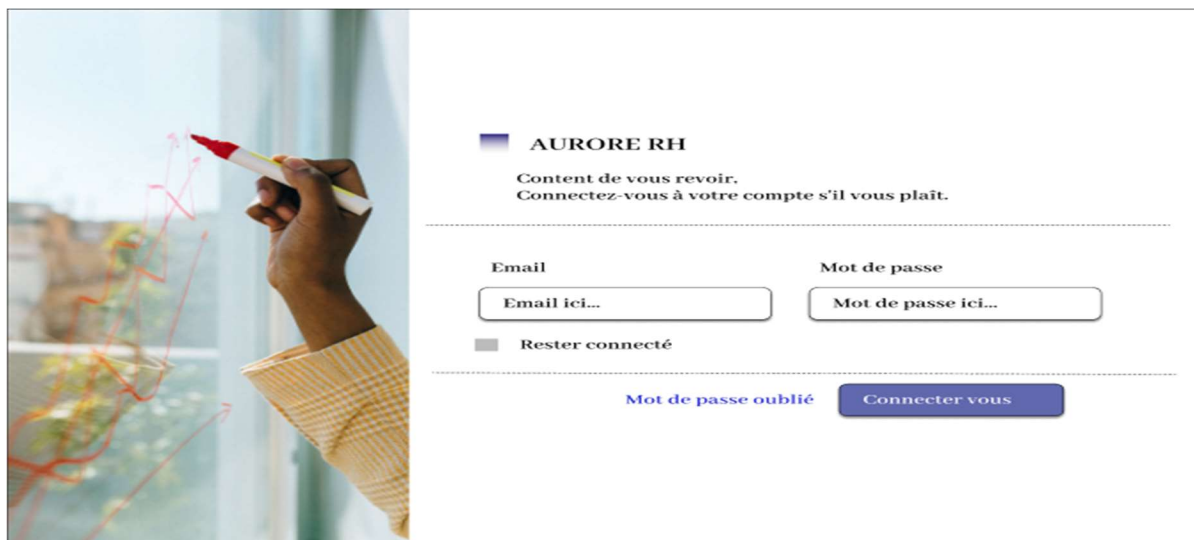 AURORE RH
Content de vous revoir.
Connectez-vous à votre compte s'il vous plaît.
Email
Mot de passe
Email ici...
Mot de passe ici...
Rester connecté
Mot de passe oublié
Connecter vous